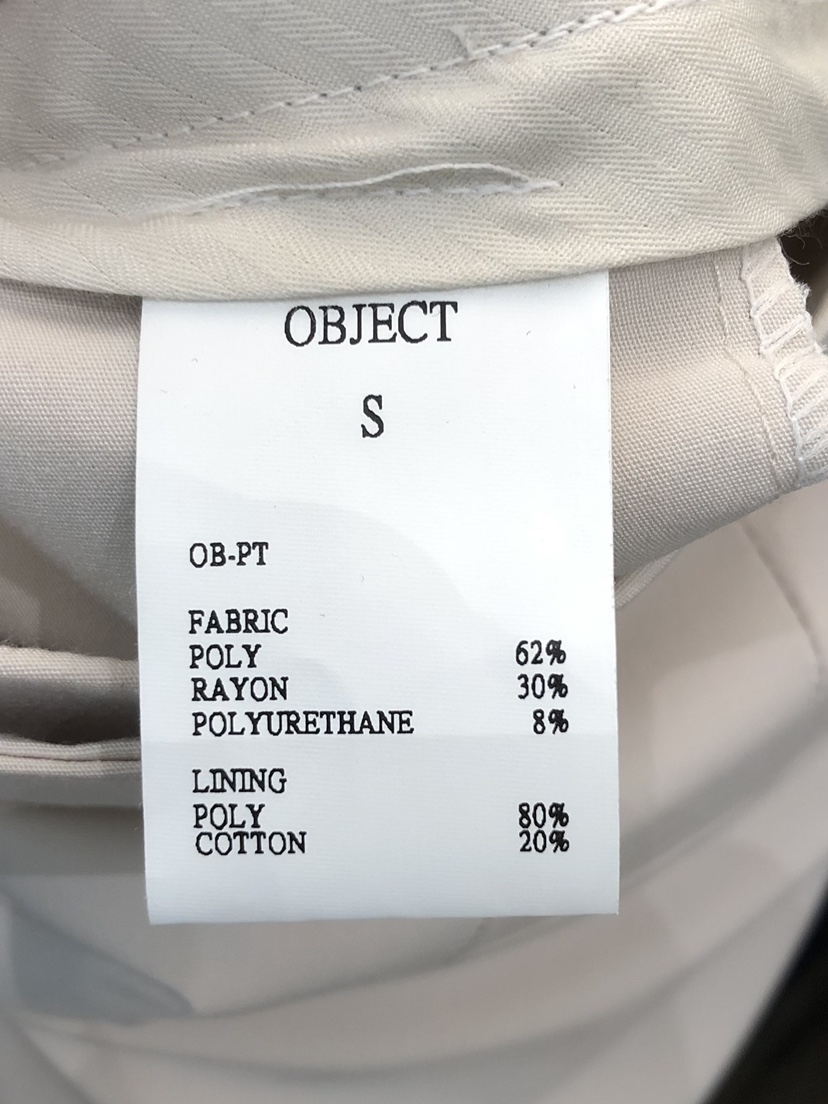 OBJECT
S
OB-PT
FABRIC
POLY 62%
RAYON 30%
POLYURETHANE 8%
LINING
POLY 80%
COTTON 20%